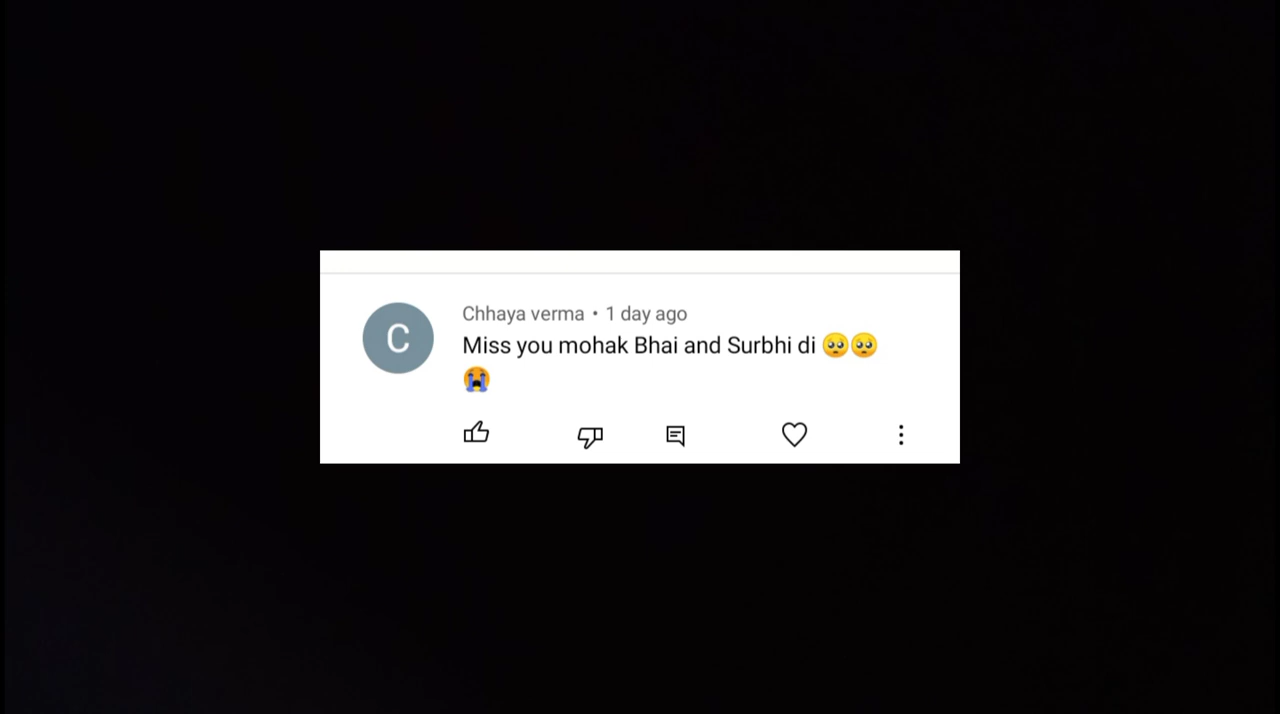 C
Chhaya verma • 1 day ago
Miss you mohak Bhai and Surbhi di 🥺🥺
😭